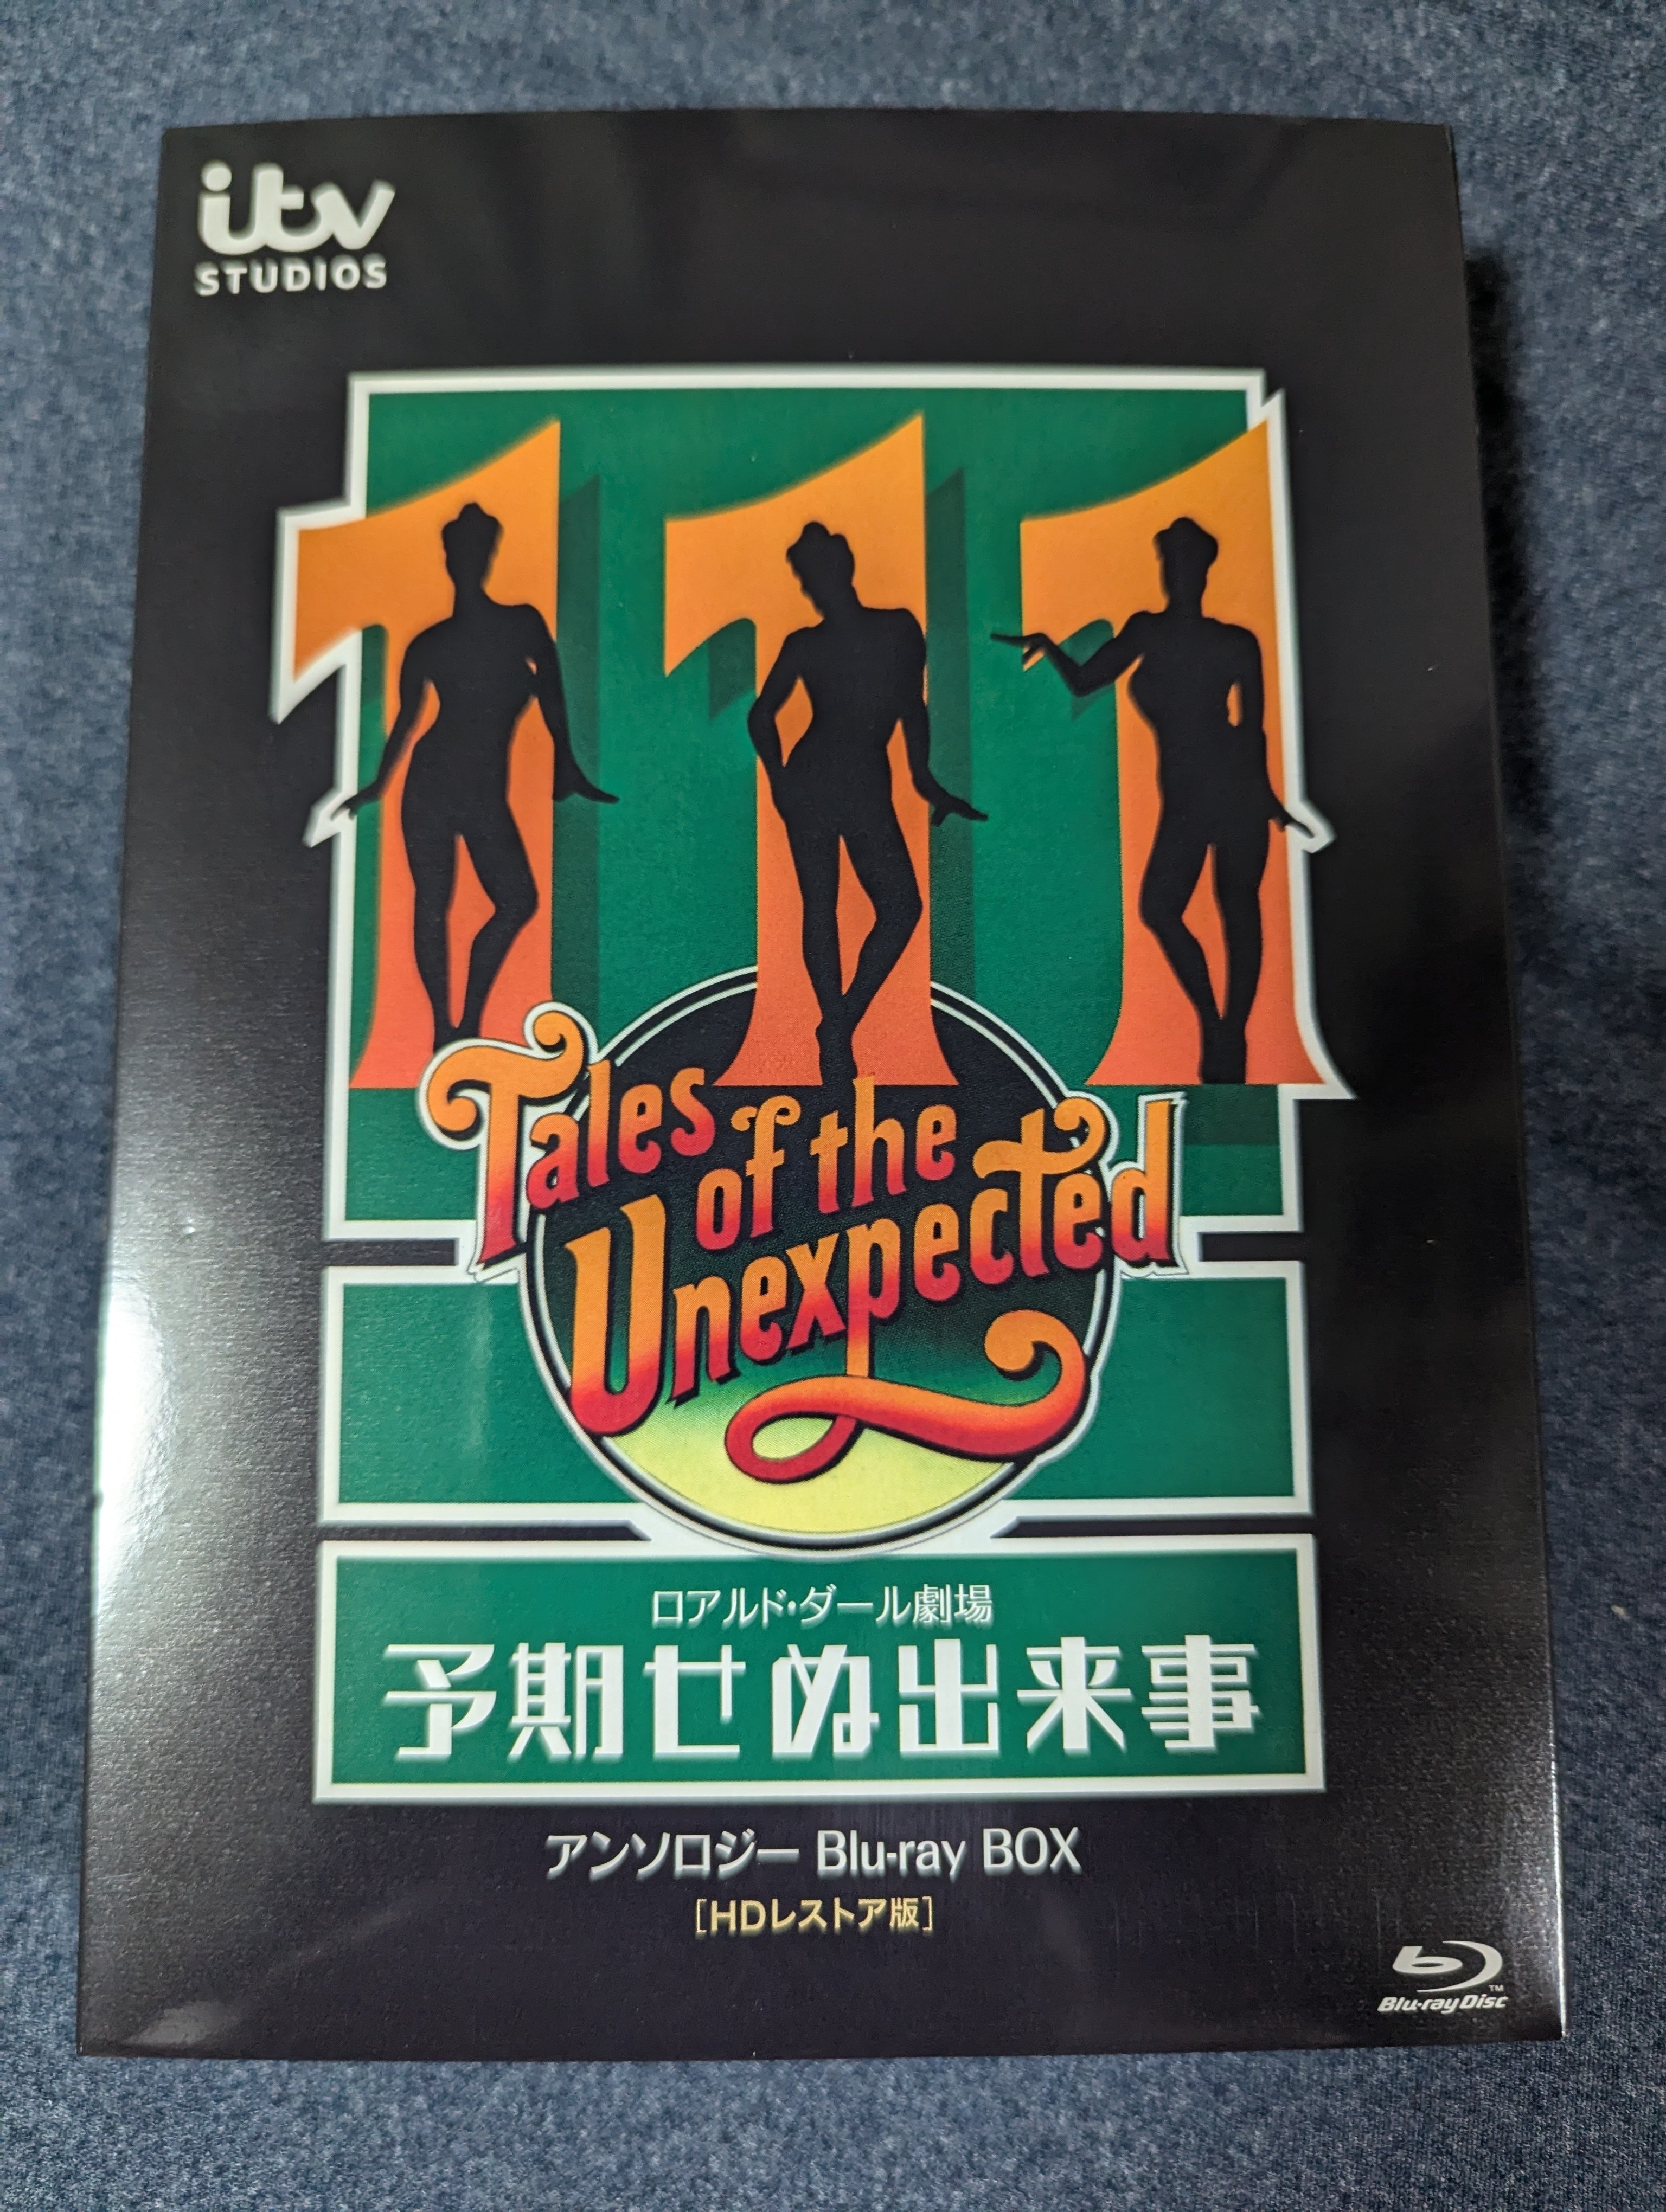 itv
STUDIOS
111
Tales
of the
Unexpected
ロアルド・ダール劇場
予期せぬ出来事
アンソロジー Blu-ray BOX
[HDレストア版]
Blu-ray Disc™